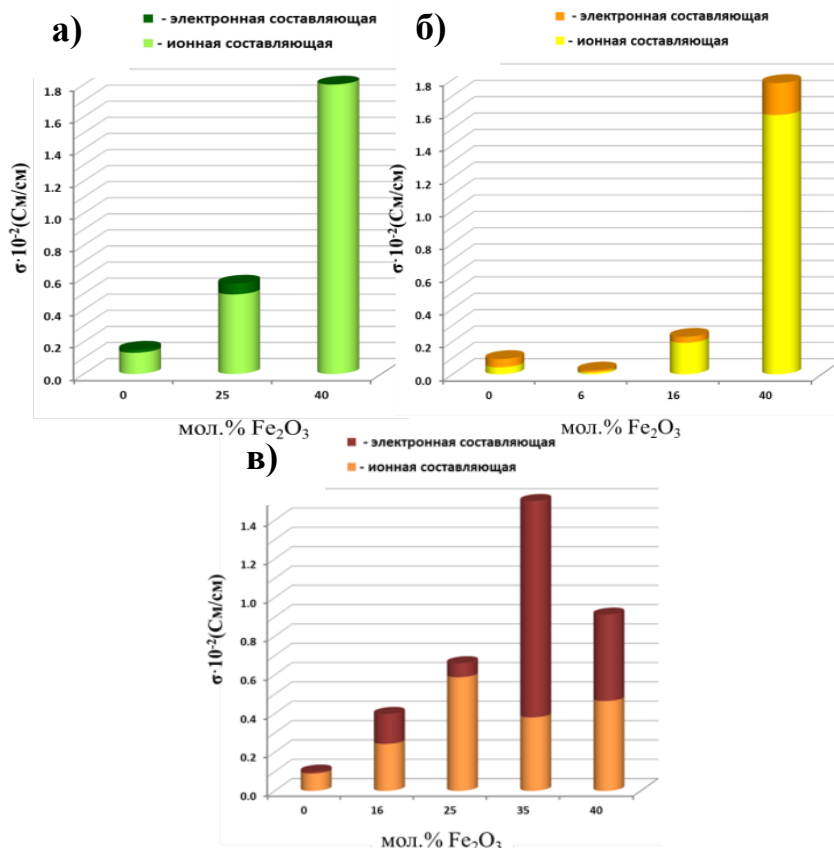 а)
- электронная составляющая
- ионная составляющая
σ·10⁻²(См/см)
1.8
1.6
1.4
1.2
1.0
0.8
0.6
0.4
0.2
0.0
0 25 40
мол.% Fe₂O₃
б)
- электронная составляющая
- ионная составляющая
σ·10⁻²(См/см)
1.8
1.6
1.4
1.2
1.0
0.8
0.6
0.4
0.2
0.0
0 6 16 40
мол.% Fe₂O₃
в)
- электронная составляющая
- ионная составляющая
σ·10⁻²(См/см)
1.4
1.2
1.0
0.8
0.6
0.4
0.2
0.0
0 16 25 35 40
мол.% Fe₂O₃